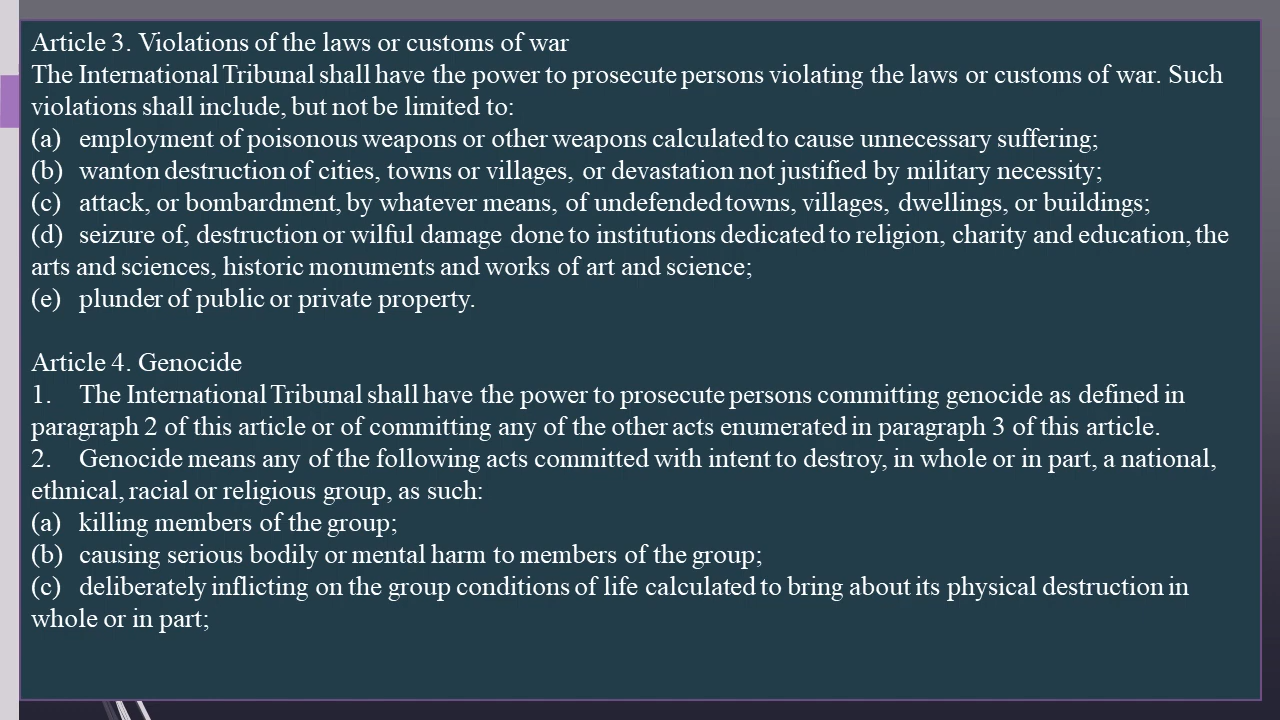 Article 3. Violations of the laws or customs of war
The International Tribunal shall have the power to prosecute persons violating the laws or customs of war. Such
violations shall include, but not be limited to:
(a) employment of poisonous weapons or other weapons calculated to cause unnecessary suffering;
(b) wanton destruction of cities, towns or villages, or devastation not justified by military necessity;
(c) attack, or bombardment, by whatever means, of undefended towns, villages, dwellings, or buildings;
(d) seizure of, destruction or wilful damage done to institutions dedicated to religion, charity and education, the
arts and sciences, historic monuments and works of art and science;
(e) plunder of public or private property.
Article 4. Genocide
1. The International Tribunal shall have the power to prosecute persons committing genocide as defined in
paragraph 2 of this article or of committing any of the other acts enumerated in paragraph 3 of this article.
2. Genocide means any of the following acts committed with intent to destroy, in whole or in part, a national,
ethnical, racial or religious group, as such:
(a) killing members of the group;
(b) causing serious bodily or mental harm to members of the group;
(c) deliberately inflicting on the group conditions of life calculated to bring about its physical destruction in
whole or in part;